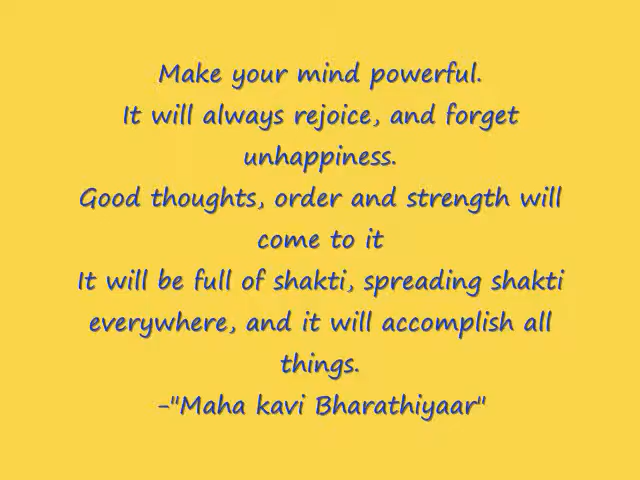 Make your mind powerful.
It will always rejoice, and forget
unhappiness.
Good thoughts, order and strength will
come to it
It will be full of shakti, spreading shakti
everywhere, and it will accomplish all
things.
-"Maha kavi Bharathiyaar"